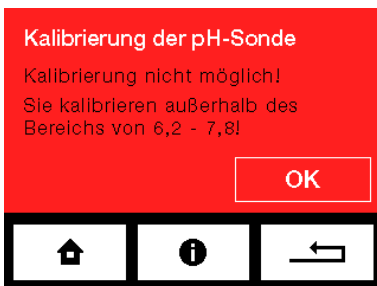 Kalibrierung der pH-Sonde
Kalibrierung nicht möglich!
Sie kalibrieren außerhalb des
Bereichs von 6,2 - 7,8!
OK